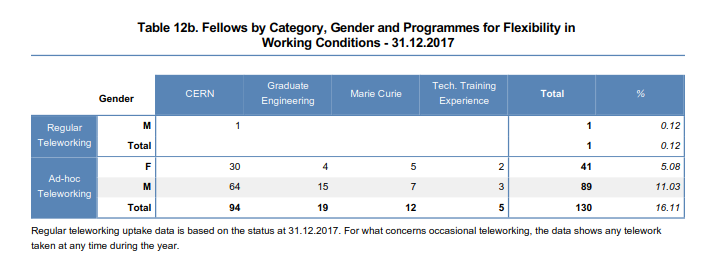 Table 12b. Fellows by Category, Gender and Programmes for Flexibility in
Working Conditions - 31.12.2017
Gender CERN Graduate Engineering Marie Curie Tech. Training Experience Total %
Regular Teleworking M 1 1 0.12
Total 1 0.12
Ad-hoc Teleworking F 30 4 5 2 41 5.08
M 64 15 7 3 89 11.03
Total 94 19 12 5 130 16.11
Regular teleworking uptake data is based on the status at 31.12.2017. For what concerns occasional teleworking, the data shows any telework
taken at any time during the year.